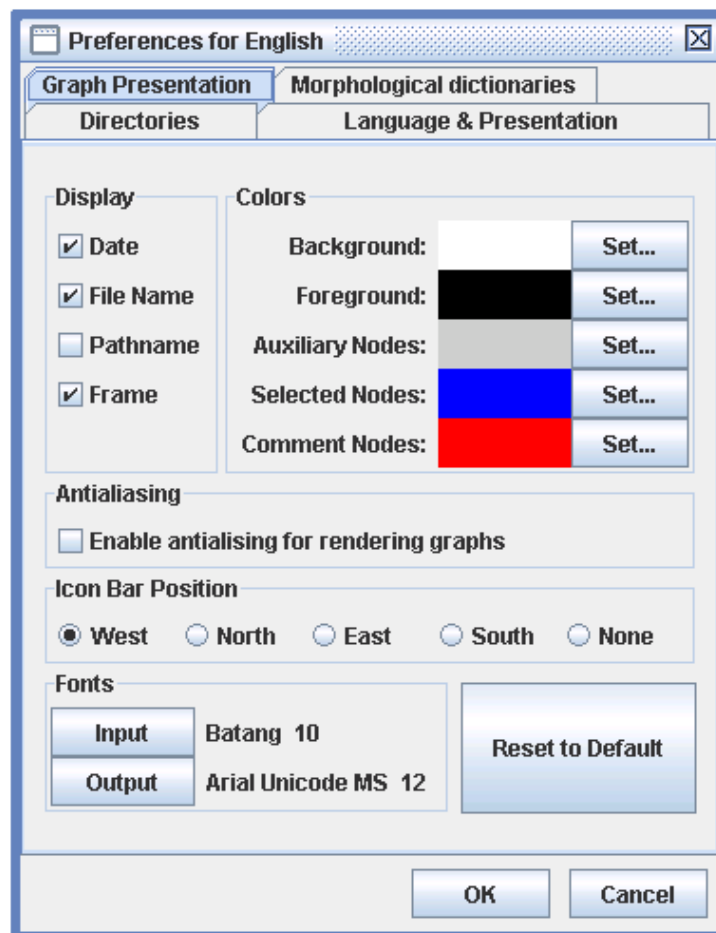 Preferences for English
Graph Presentation Morphological dictionaries
Directories Language & Presentation
Display Colors
Date Background: Set...
File Name Foreground: Set...
Pathname Auxiliary Nodes: Set...
Frame Selected Nodes: Set...
Comment Nodes: Set...
Antialiasing
Enable antialising for rendering graphs
Icon Bar Position
West North East South None
Fonts
Input Batang 10
Output Arial Unicode MS 12
Reset to Default
OK Cancel